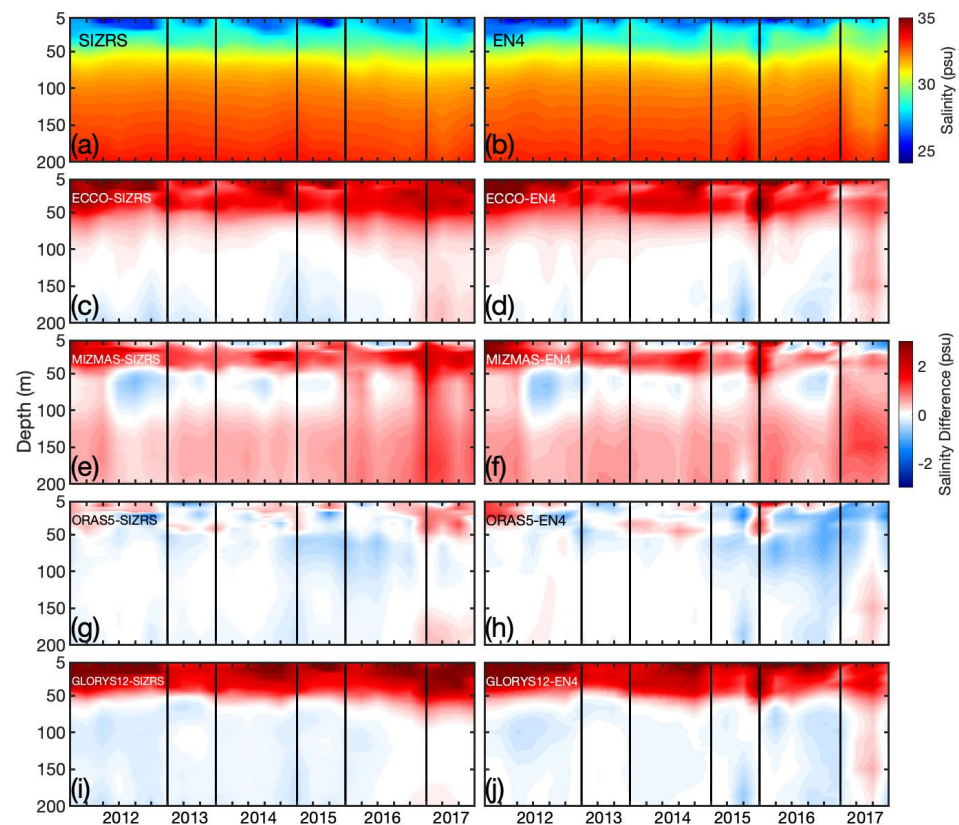 5
50
100
150
200
SIZRS
(a)
EN4
(b)
35
30
25
Salinity (psu)
5
50
100
150
200
ECCO-SIZRS
(c)
ECCO-EN4
(d)
5
50
100
150
200
Depth (m)
MIZMAS-SIZRS
(e)
MIZMAS-EN4
(f)
2
0
-2
Salinity Difference (psu)
5
50
100
150
200
ORAS5-SIZRS
(g)
ORAS5-EN4
(h)
5
50
100
150
200
GLORYS12-SIZRS
(i)
GLORYS12-EN4
(j)
2012 2013 2014 2015 2016 2017
2012 2013 2014 2015 2016 2017